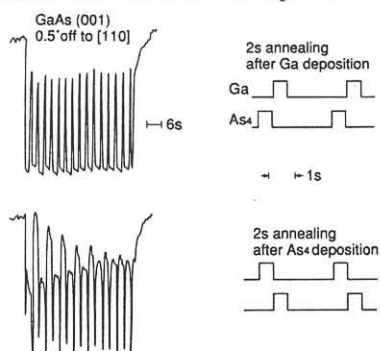 GaAs (001)
0.5°off to [110]
6s
2s annealing
after Ga deposition
Ga
As4
1s
2s annealing
after As4 deposition